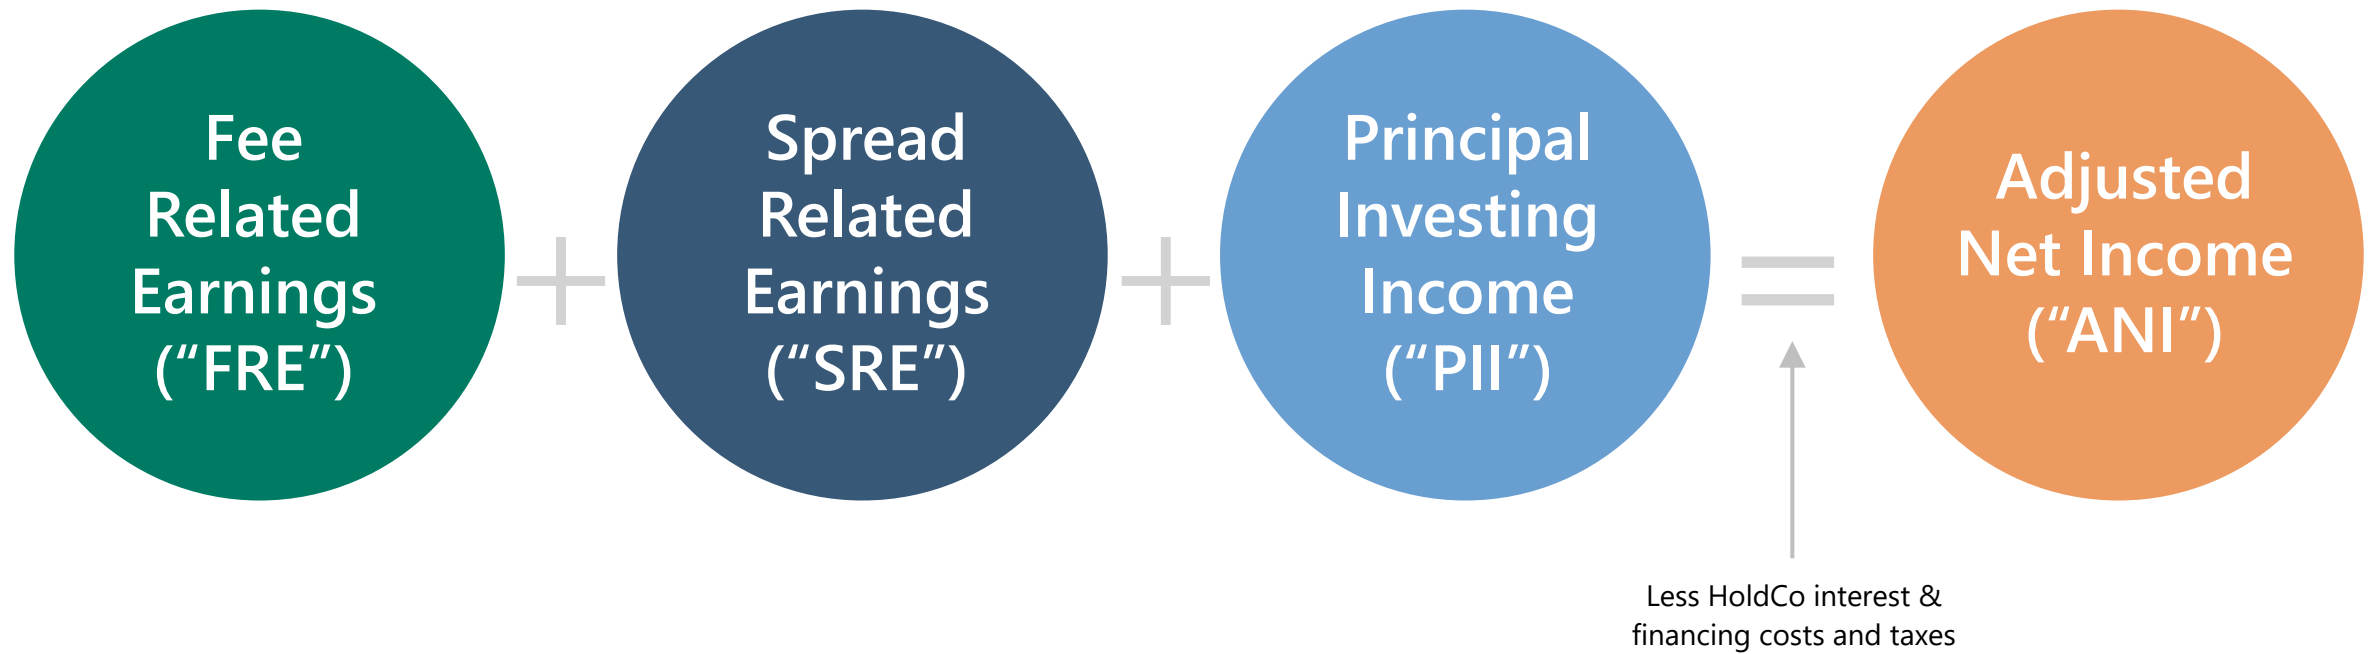 Fee
Related
Earnings
(“FRE”)
+
Spread
Related
Earnings
(“SRE”)
+
Principal
Investing
Income
(“PII”)
=
Adjusted
Net Income
(“ANI”)
Less HoldCo interest &
financing costs and taxes